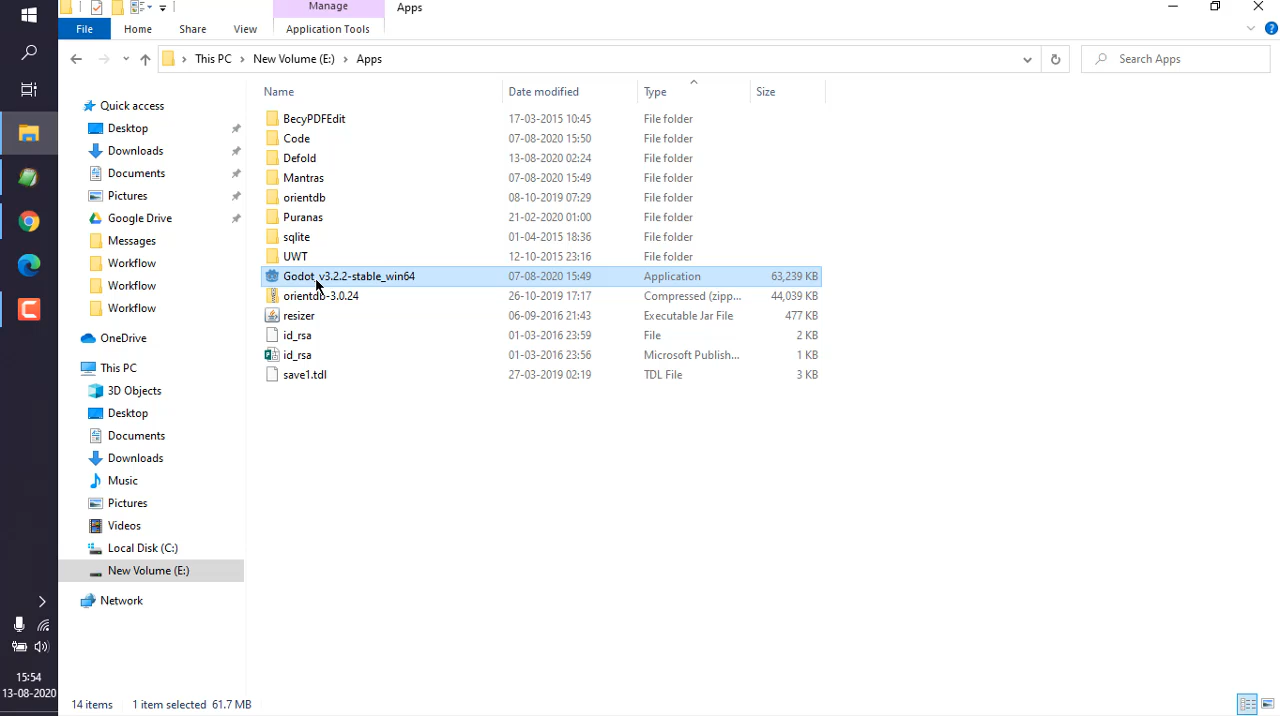 Manage
Apps
File
Home
Share
View
Application Tools
This PC > New Volume (E:) > Apps
Search Apps
Name
Date modified
Type
Size
Quick access
Desktop
Downloads
Documents
Pictures
Google Drive
Messages
Workflow
Workflow
Workflow
OneDrive
This PC
3D Objects
Desktop
Documents
Downloads
Music
Pictures
Videos
Local Disk (C:)
New Volume (E:)
Network
BecyPDFEdit 17-03-2015 10:45 File folder
Code 07-08-2020 15:50 File folder
Defold 13-08-2020 02:24 File folder
Mantras 07-08-2020 15:49 File folder
orientdb 08-10-2019 07:29 File folder
Puranas 21-02-2020 01:00 File folder
sqlite 01-04-2015 18:36 File folder
UWT 12-10-2015 23:16 File folder
Godot_v3.2.2-stable_win64 07-08-2020 15:49 Application 63,239 KB
orientdb-3.0.24 26-10-2019 17:17 Compressed (zipp... 44,039 KB
resizer 06-09-2016 21:43 Executable Jar File 477 KB
id_rsa 01-03-2016 23:59 File 2 KB
id_rsa 01-03-2016 23:56 Microsoft Publish... 1 KB
save1.tdl 27-03-2019 02:19 TDL File 3 KB
15:54
13-08-2020
14 items
1 item selected 61.7 MB